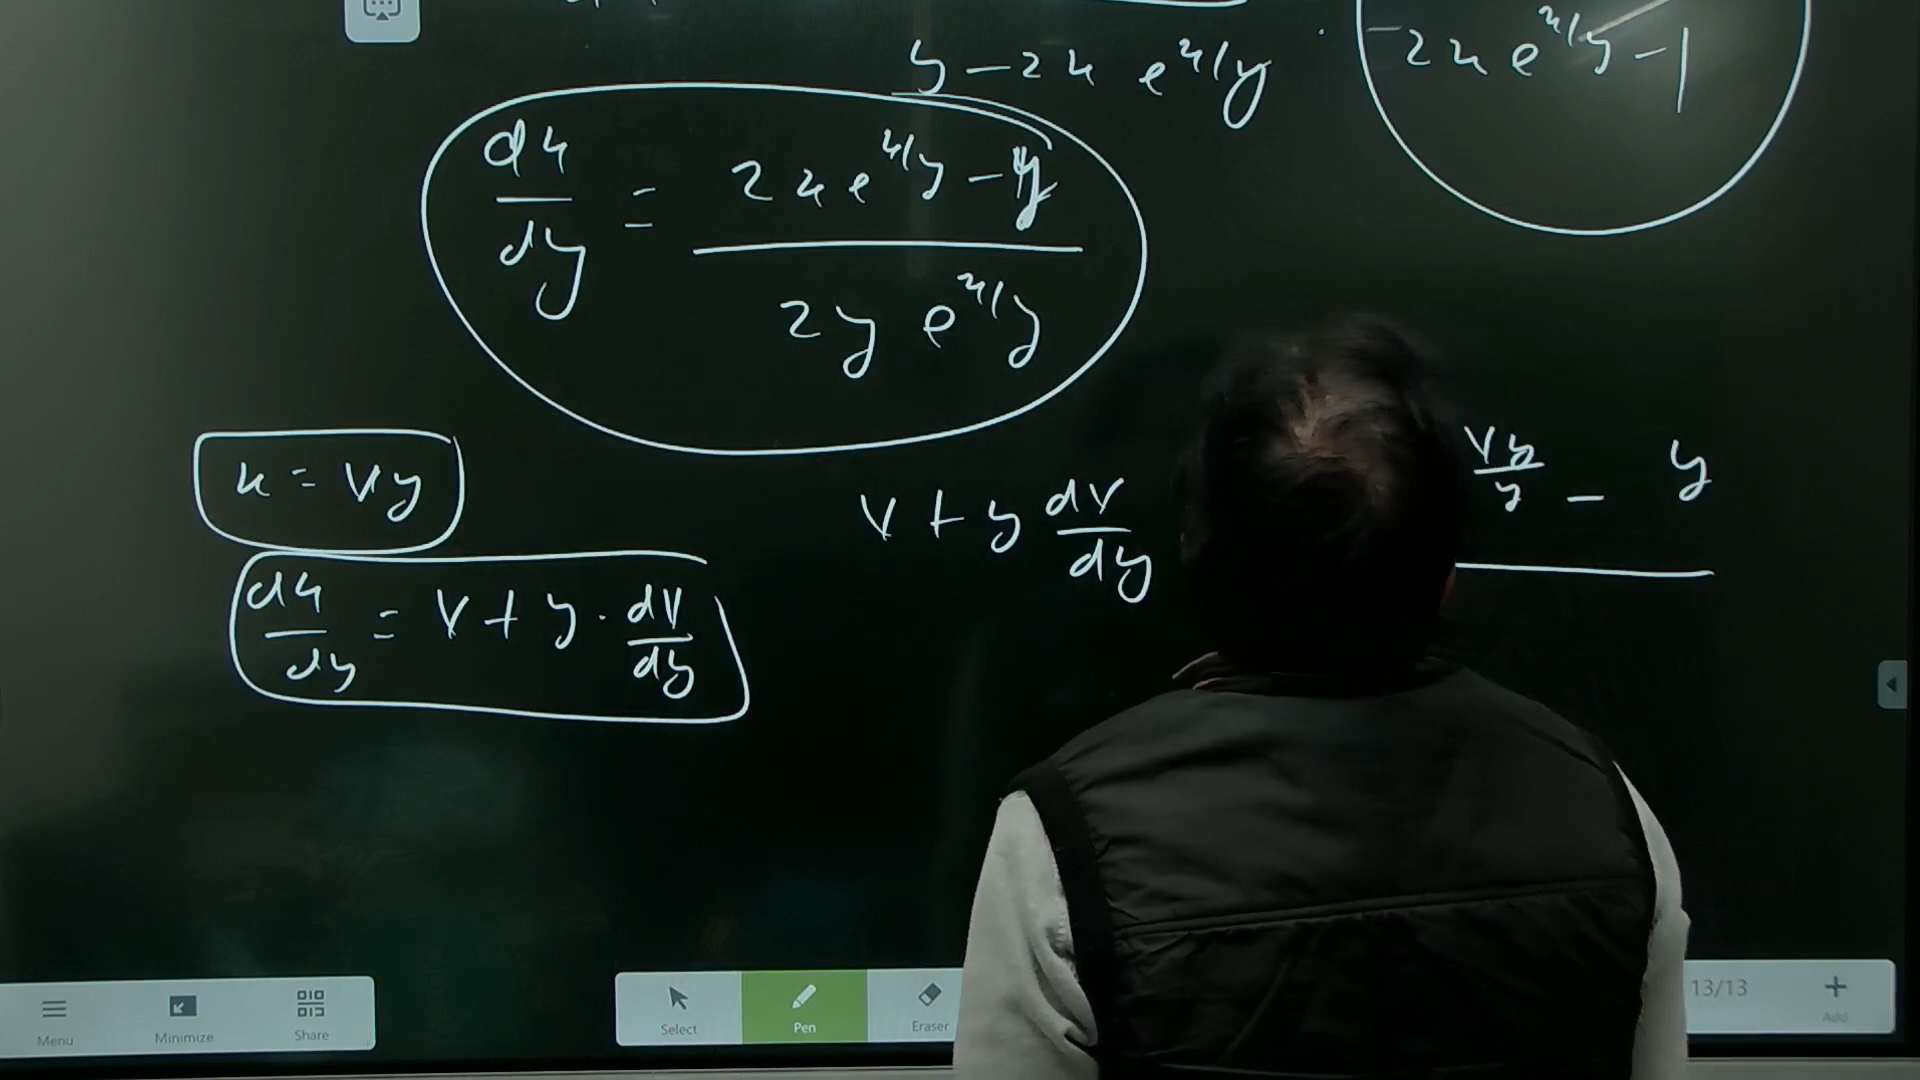 y - 2x e^{x/y}
-2x e^{x/y} - 1
dx/dy = (2x e^{x/y} - y) / (2y e^{x/y})
x = vy
dx/dy = v + y · dv/dy
v + y dv/dy
vy/y - y
Menu
Minimize
Share
Select
Pen
Eraser
13/13
Add